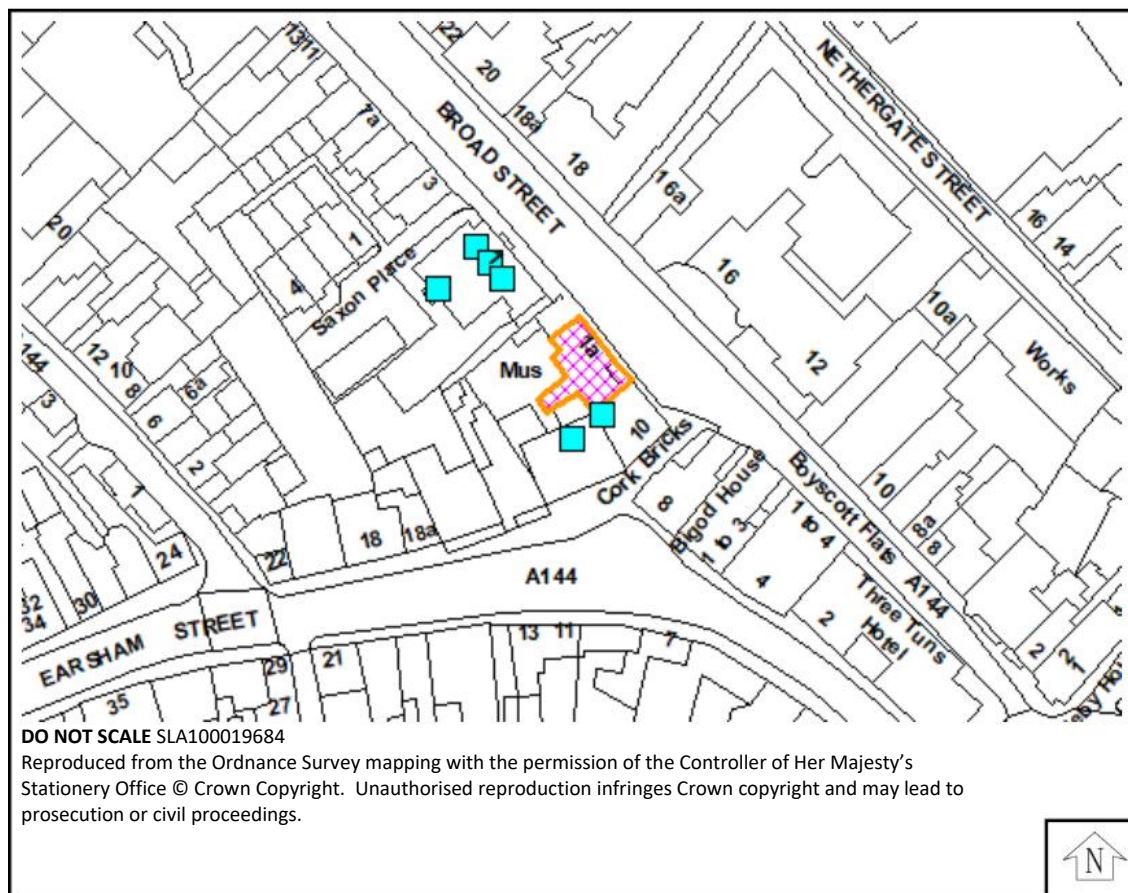 1311
22
20
18a
18
7a
BROAD STREET
NETHERGATE STREET
3
16a
16
14
20
1
4
Saxon Place
16
10a
Works
12
1a
Mus
144
3
12
10
8
6a
6
2
10
Cork Bricks
8
Bigod House
1 to 3
4
Boyscott Flats
1 to 4
10
8a
8
A144
Three Tuns
Hotel
2
2
1
24
22
18
18a
A144
32
34
30
EARSHAM STREET
35
29
27
21
13
11
7
DO NOT SCALE SLA100019684
Reproduced from the Ordnance Survey mapping with the permission of the Controller of Her Majesty’s
Stationery Office © Crown Copyright. Unauthorised reproduction infringes Crown copyright and may lead to
prosecution or civil proceedings.
N